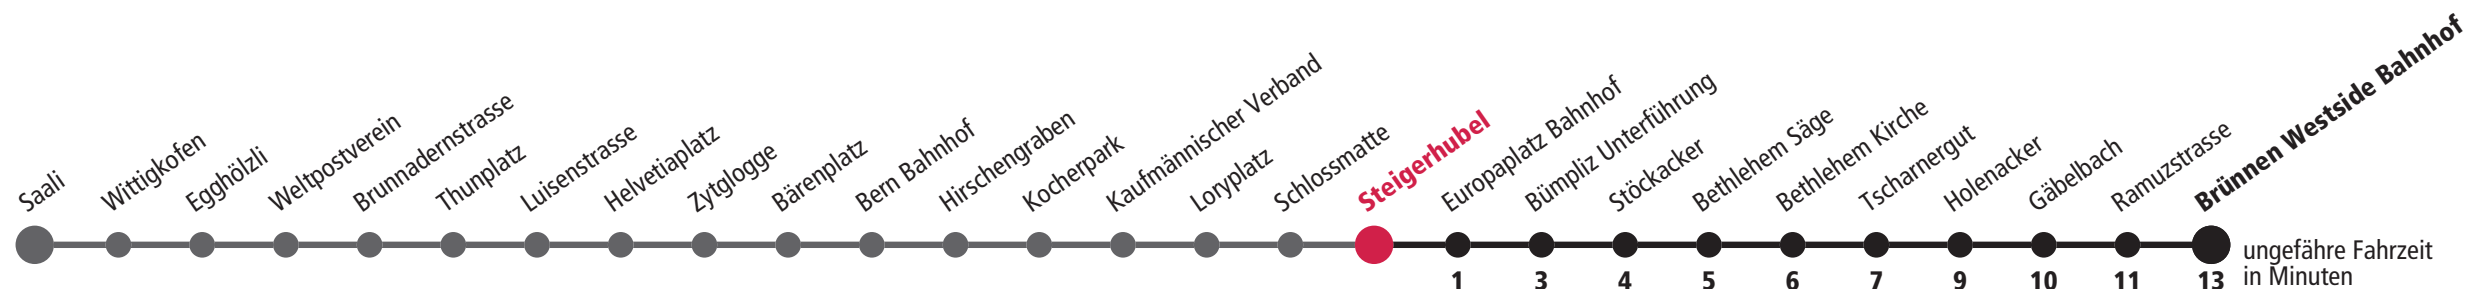 Saali
Wittigkofen
Egghölzli
Weltpostverein
Brunnadernstrasse
Thunplatz
Luisenstrasse
Helvetiaplatz
Zytglogge
Bärenplatz
Bern Bahnhof
Hirschengraben
Kocherpark
Kaufmännischer Verband
Loryplatz
Schlossmatte
Steigerhubel
Europaplatz Bahnhof
Bümpliz Unterführung
Stöckacker
Bethlehem Säge
Bethlehem Kirche
Tscharnergut
Holenacker
Gäbelbach
Ramuzstrasse
Brünnen Westside Bahnhof
1 3 4 5 6 7 9 10 11 13
ungefähre Fahrzeit
in Minuten